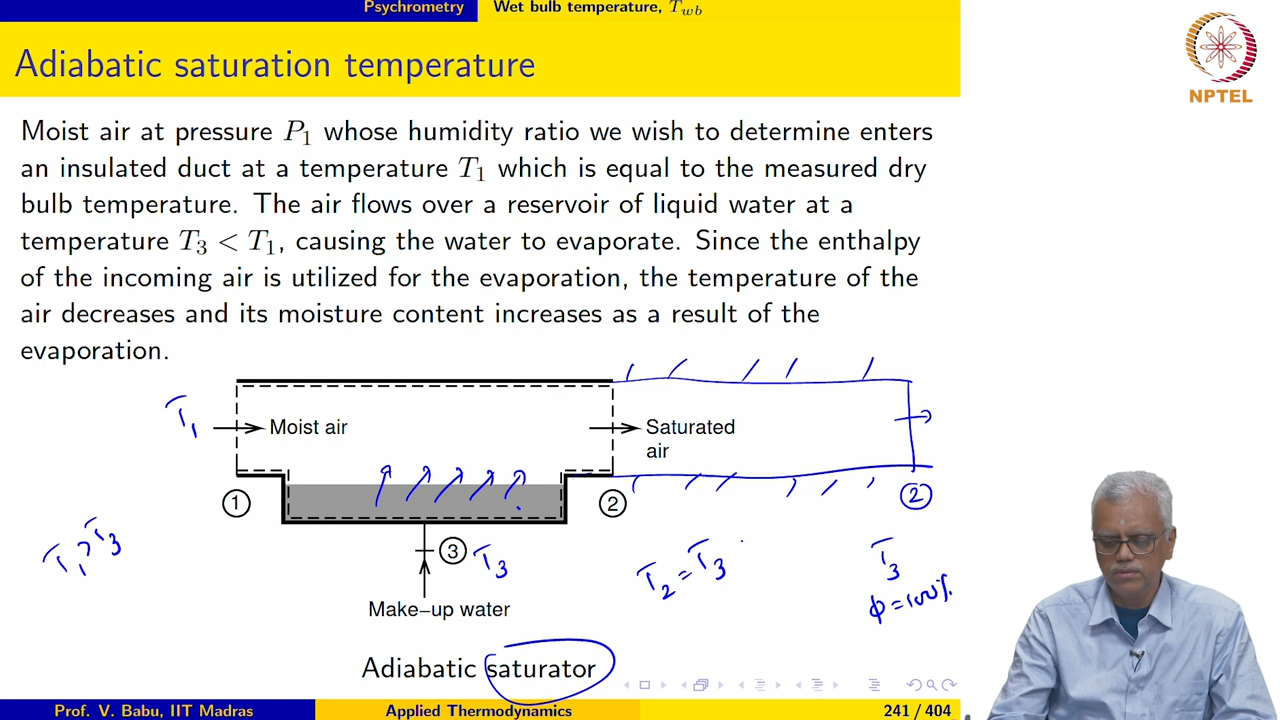 Psychrometry Wet bulb temperature, T_wb
Adiabatic saturation temperature
NPTEL
Moist air at pressure P₁ whose humidity ratio we wish to determine enters
an insulated duct at a temperature T₁ which is equal to the measured dry
bulb temperature. The air flows over a reservoir of liquid water at a
temperature T₃ < T₁, causing the water to evaporate. Since the enthalpy
of the incoming air is utilized for the evaporation, the temperature of the
air decreases and its moisture content increases as a result of the
evaporation.
T₁
Moist air
Saturated
air
1
2
2
T₁ > T₃
3 T₃
T₂ = T₃
T₃
ϕ = 100%
Make−up water
Adiabatic saturator
Prof. V. Babu, IIT Madras Applied Thermodynamics 241 / 404